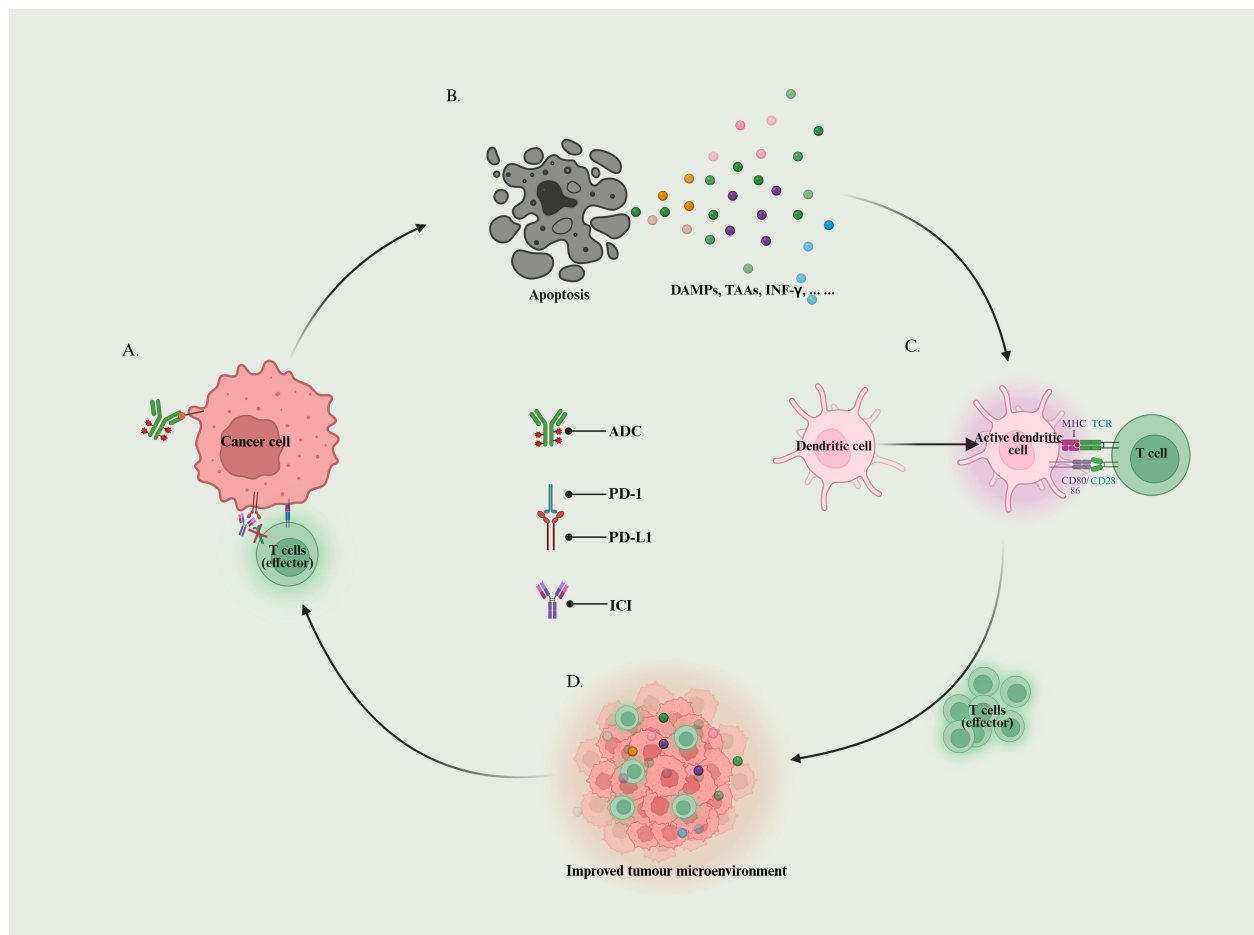 B.
Apoptosis
DAMPs, TAAs, INF-γ, ... ...
A.
Cancer cell
T cells
(effector)
ADC
PD-1
PD-L1
ICI
C.
Dendritic cell
Active dendritic
cell
MHC
I
TCR
CD80/
86
CD28
T cell
T cells
(effector)
D.
Improved tumour microenvironment